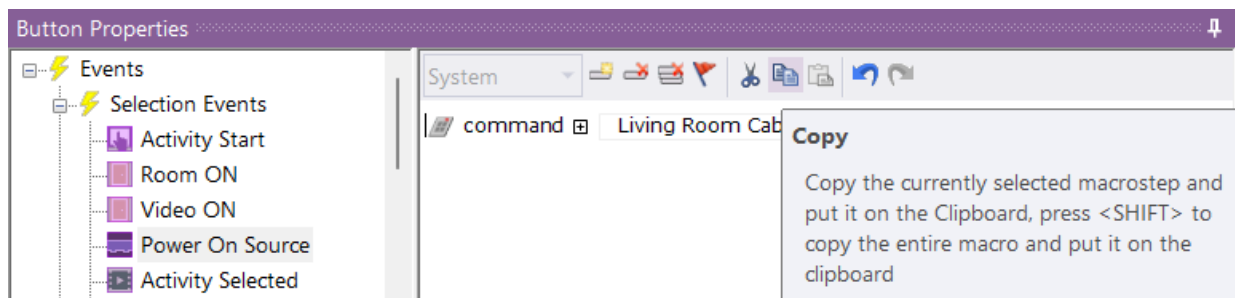 Button Properties
Events
Selection Events
Activity Start
Room ON
Video ON
Power On Source
Activity Selected
System
command
Living Room Cab
Copy
Copy the currently selected macrostep and
put it on the Clipboard, press <SHIFT> to
copy the entire macro and put it on the
clipboard